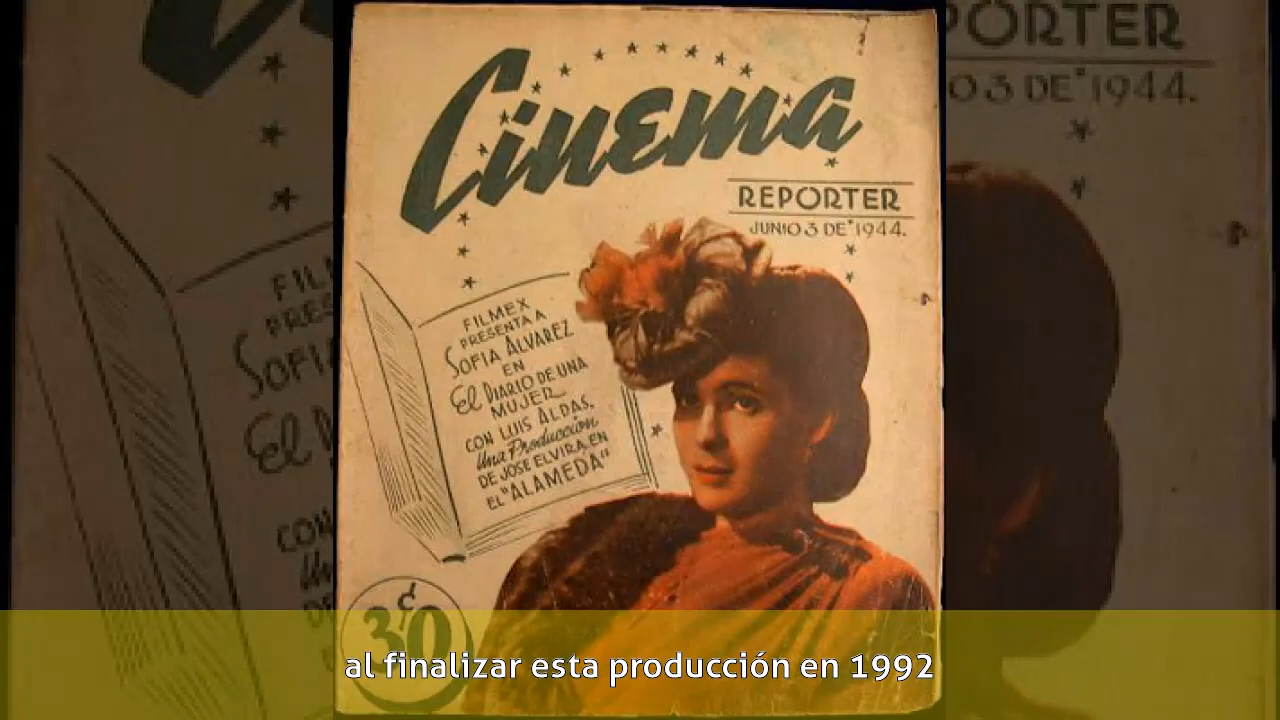 Cinema
REPORTER
JUNIO 3 DE 1944.
FILMEX
PRESENTA A
SOFIA ALVAREZ
EN
El DIARIO DE UNA
MUJER
CON LUIS ALDAS.
Una Producción
DE JOSE ELVIRA, EN
EL "ALAMEDA"
30¢
al finalizar esta producción en 1992